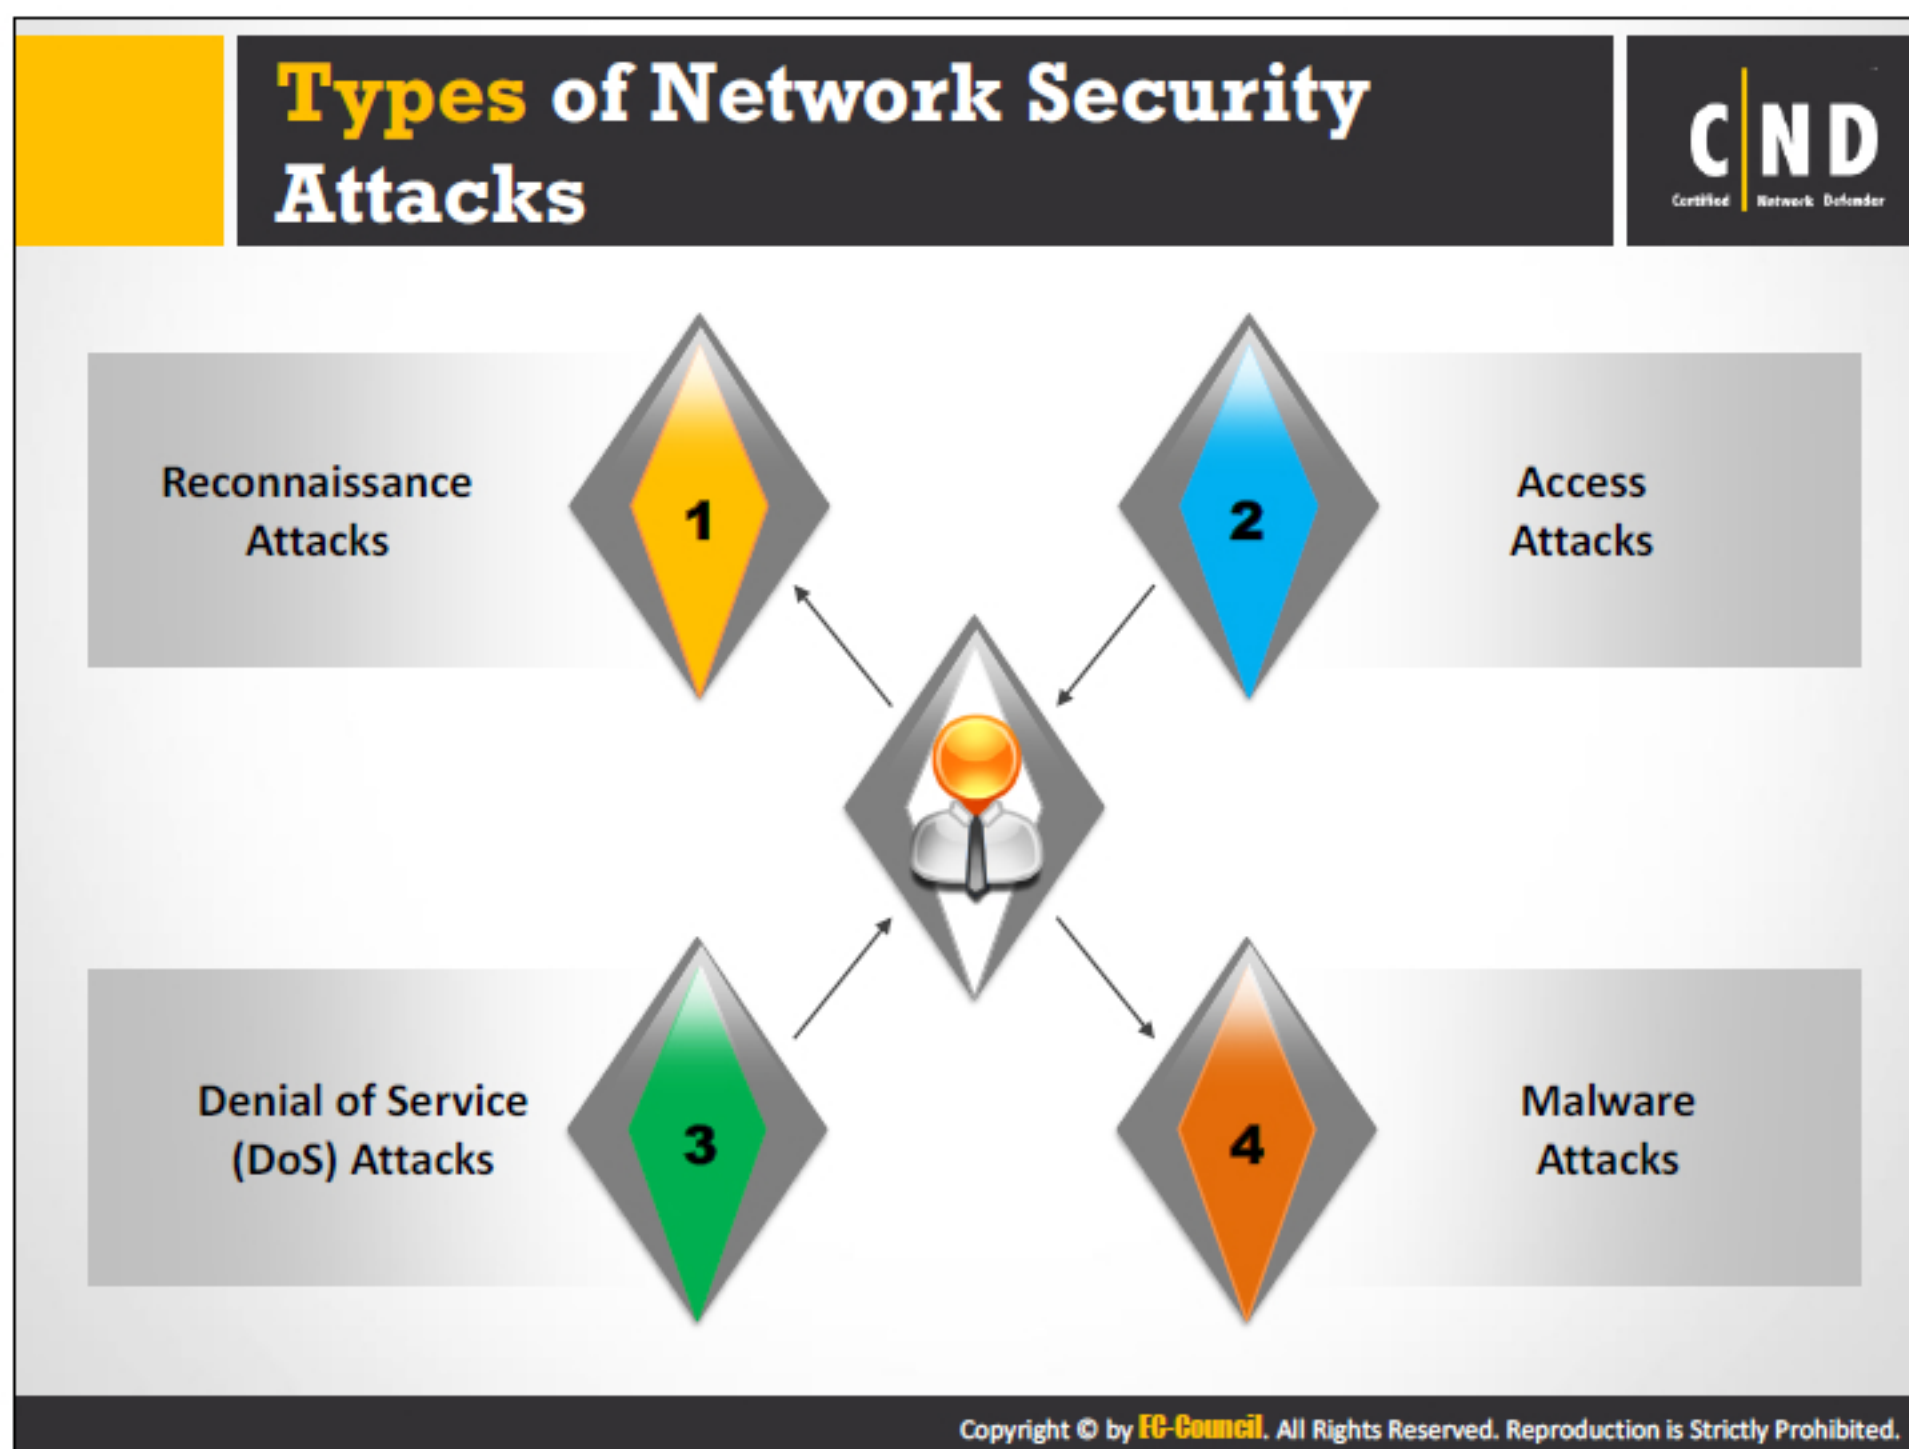 Types of Network Security
Attacks
C|ND
Certified Network Defender
Reconnaissance
Attacks
1
2
Access
Attacks
Denial of Service
(DoS) Attacks
3
4
Malware
Attacks
Copyright © by EC-Council. All Rights Reserved. Reproduction is Strictly Prohibited.